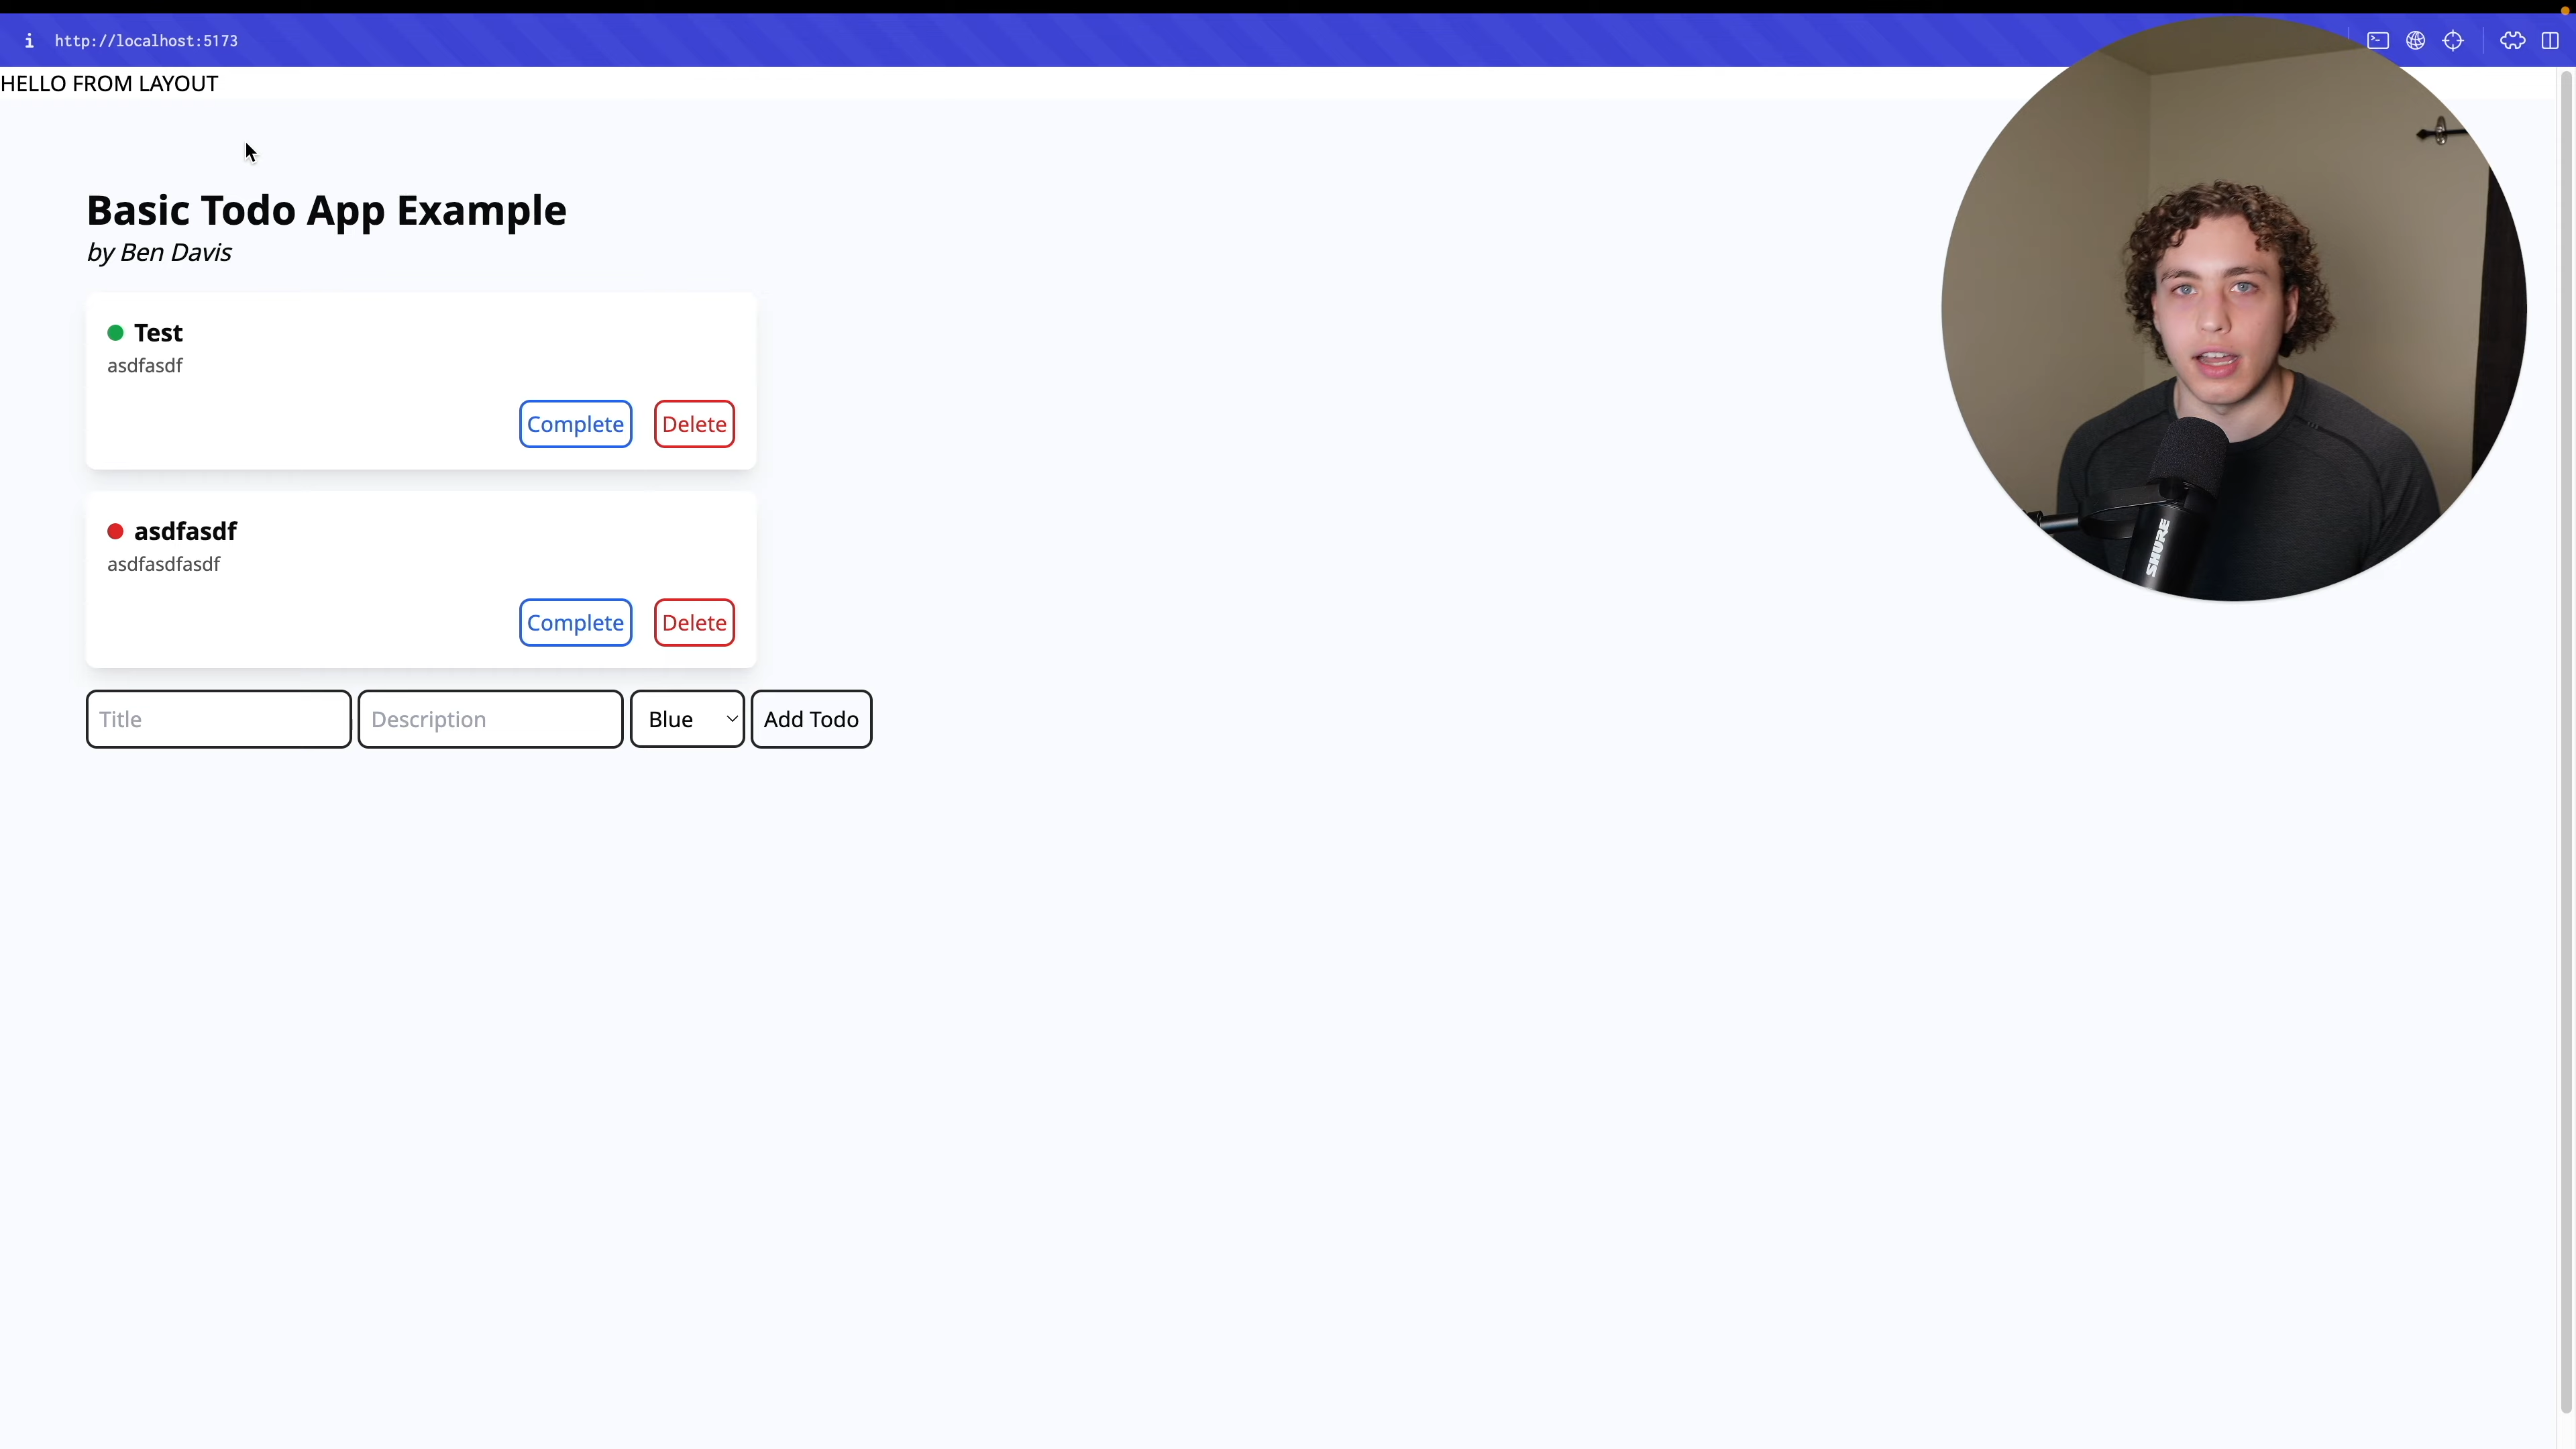 i http://localhost:5173
HELLO FROM LAYOUT
Basic Todo App Example
by Ben Davis
Test
asdfasdf
Complete Delete
asdfasdf
asdfasdfasdf
Complete Delete
Title Description Blue Add Todo
SHURE